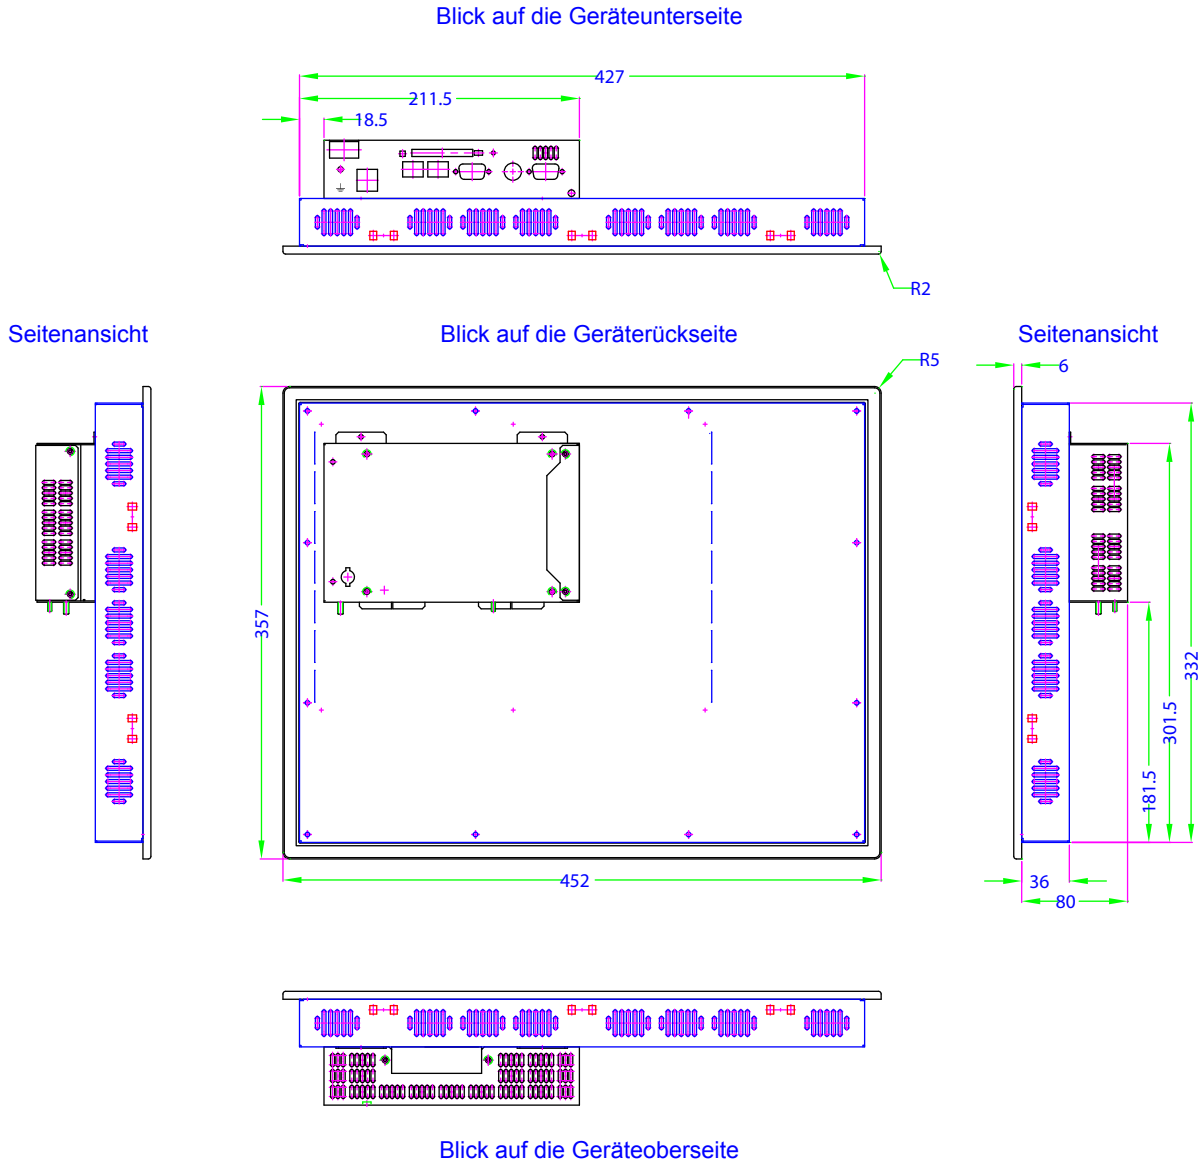 Blick auf die Geräteunterseite
427
211.5
18.5
R2
Seitenansicht
Blick auf die Geräterückseite
Seitenansicht
R5
6
357
332
301.5
181.5
452
36
80
Blick auf die Geräteoberseite